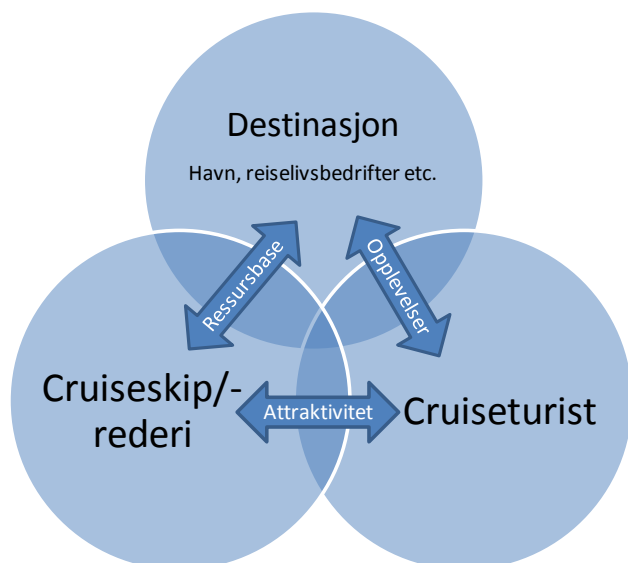 Destinasjon
Havn, reiselivsbedrifter etc.
Ressursbase
Opplevelser
Cruiseskip/-
rederi
Attraktivitet
Cruiseturist